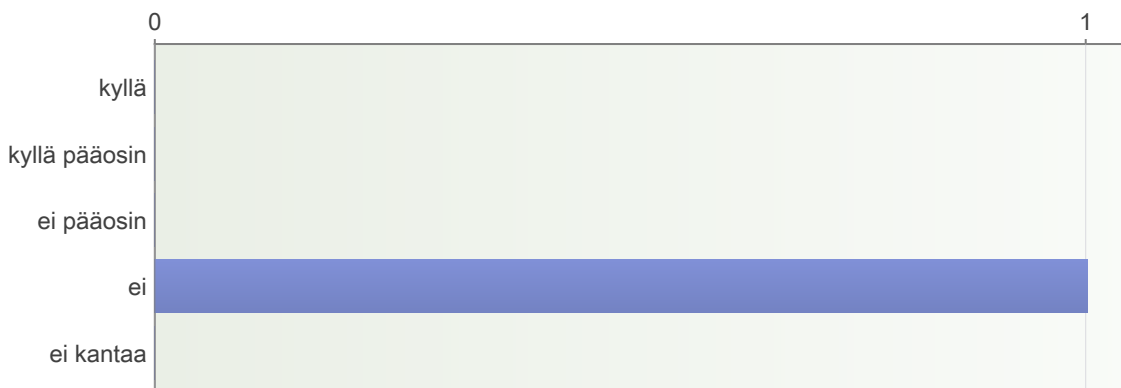 0 1
kyllä
kyllä pääosin
ei pääosin
ei
ei kantaa